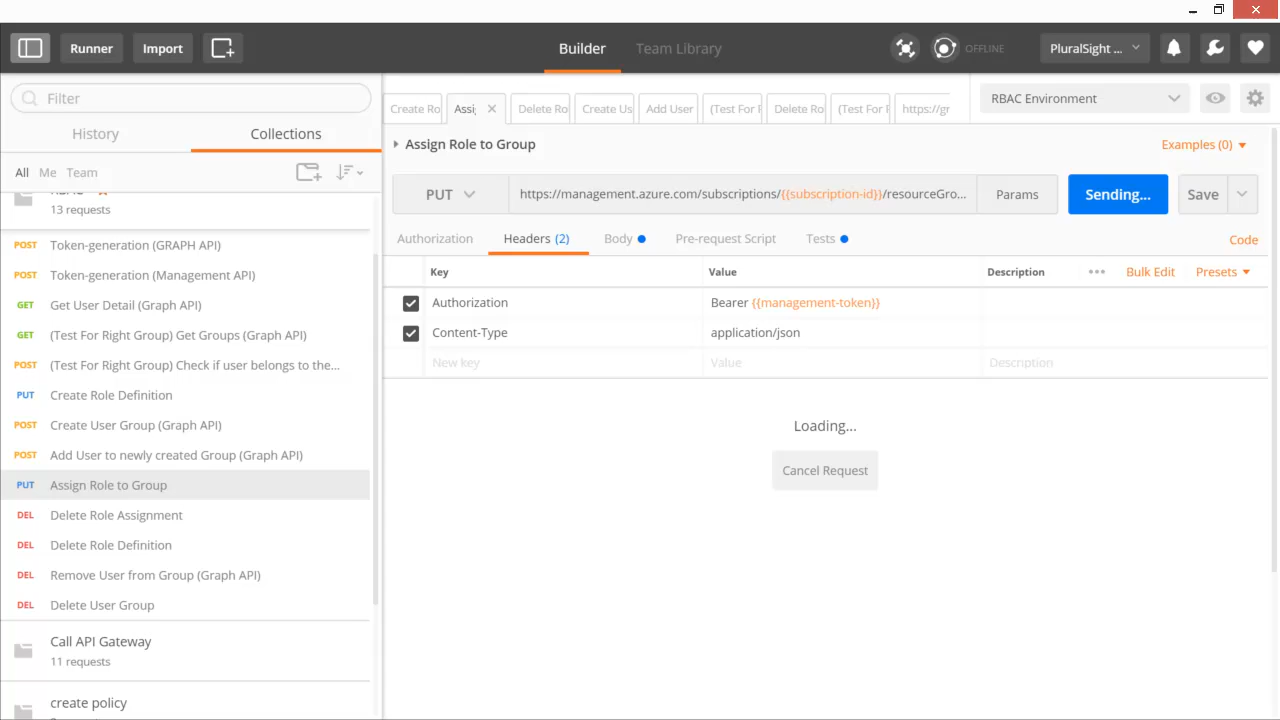 Runner
Import
Builder
Team Library
OFFLINE
PluralSight ...
Filter
History
Collections
All Me Team
13 requests
POST Token-generation (GRAPH API)
POST Token-generation (Management API)
GET Get User Detail (Graph API)
GET (Test For Right Group) Get Groups (Graph API)
POST (Test For Right Group) Check if user belongs to the...
PUT Create Role Definition
POST Create User Group (Graph API)
POST Add User to newly created Group (Graph API)
PUT Assign Role to Group
DEL Delete Role Assignment
DEL Delete Role Definition
DEL Remove User from Group (Graph API)
DEL Delete User Group
Call API Gateway
11 requests
create policy
Create Ro
Assi
Delete Ro
Create Us
Add User
(Test For F
Delete Ro
(Test For F
https://gr
RBAC Environment
Assign Role to Group
Examples (0)
PUT
https://management.azure.com/subscriptions/{{subscription-id}}/resourceGro...
Params
Sending...
Save
Authorization
Headers (2)
Body
Pre-request Script
Tests
Code
Key Value Description ••• Bulk Edit Presets
Authorization Bearer {{management-token}}
Content-Type application/json
New key Value Description
Loading...
Cancel Request